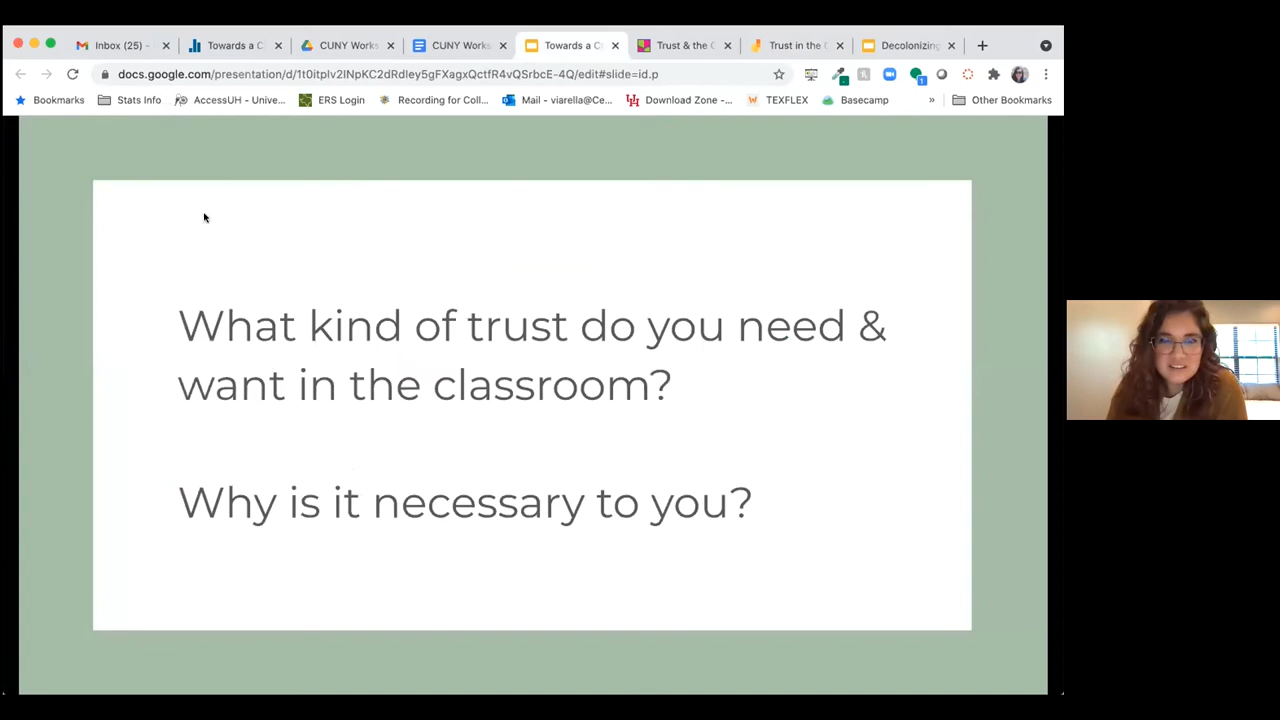 Inbox (25) -
Towards a C
CUNY Works
CUNY Works
Towards a C
Trust & the C
Trust in the
Decolonizing
docs.google.com/presentation/d/1t0itpIv2INpKC2dRdIey5gFXagxQctfR4vQSrbcE-4Q/edit#slide=id.p
1
Bookmarks
Stats Info
AccessUH - Unive...
ERS Login
Recording for Coll...
Mail - viarella@Ce...
Download Zone -...
TEXFLEX
Basecamp
»
Other Bookmarks
What kind of trust do you need &
want in the classroom?
Why is it necessary to you?